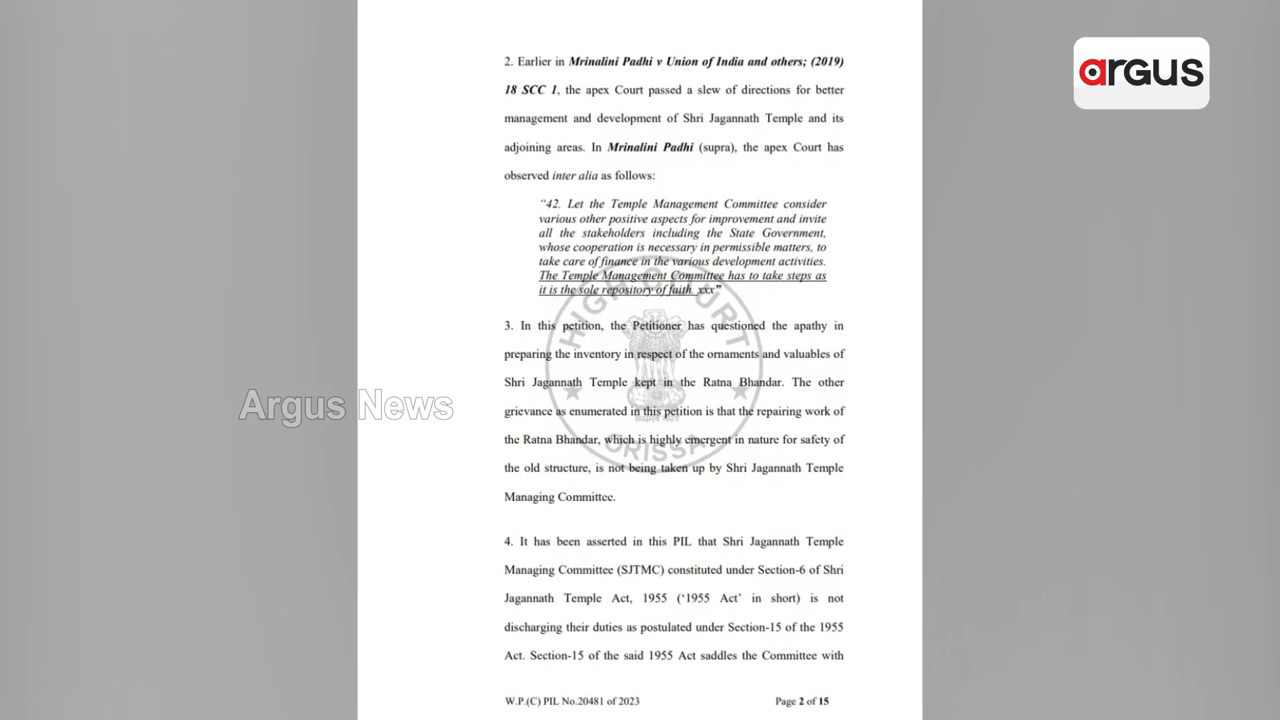 argus
2. Earlier in Mrinalini Padhi v Union of India and others; (2019)
18 SCC 1, the apex Court passed a slew of directions for better
management and development of Shri Jagannath Temple and its
adjoining areas. In Mrinalini Padhi (supra), the apex Court has
observed inter alia as follows:
“42. Let the Temple Management Committee consider
various other positive aspects for improvement and invite
all the stakeholders including the State Government,
whose cooperation is necessary in permissible matters, to
take care of finance in the various development activities.
The Temple Management Committee has to take steps as
it is the sole repository of faith. xxx”
3. In this petition, the Petitioner has questioned the apathy in
preparing the inventory in respect of the ornaments and valuables of
Shri Jagannath Temple kept in the Ratna Bhandar. The other
grievance as enumerated in this petition is that the repairing work of
the Ratna Bhandar, which is highly emergent in nature for safety of
the old structure, is not being taken up by Shri Jagannath Temple
Managing Committee.
4. It has been asserted in this PIL that Shri Jagannath Temple
Managing Committee (SJTMC) constituted under Section-6 of Shri
Jagannath Temple Act, 1955 (‘1955 Act’ in short) is not
discharging their duties as postulated under Section-15 of the 1955
Act. Section-15 of the said 1955 Act saddles the Committee with
W.P.(C) PIL No.20481 of 2023 Page 2 of 15
HIGH COURT
ORISSA
Argus News